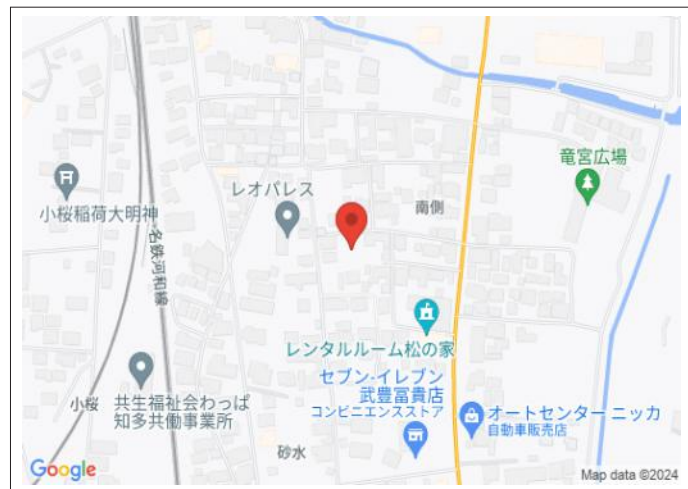 竜宮広場
レオパレス
南側
小桜稲荷大明神
名鉄河和線
レンタルルーム松の家
セブン-イレブン
武豊冨貴店
コンビニエンスストア
小桜
共生福祉会わっぱ
知多共働事業所
オートセンター ニッカ
自動車販売店
砂水
Google
Map data ©2024